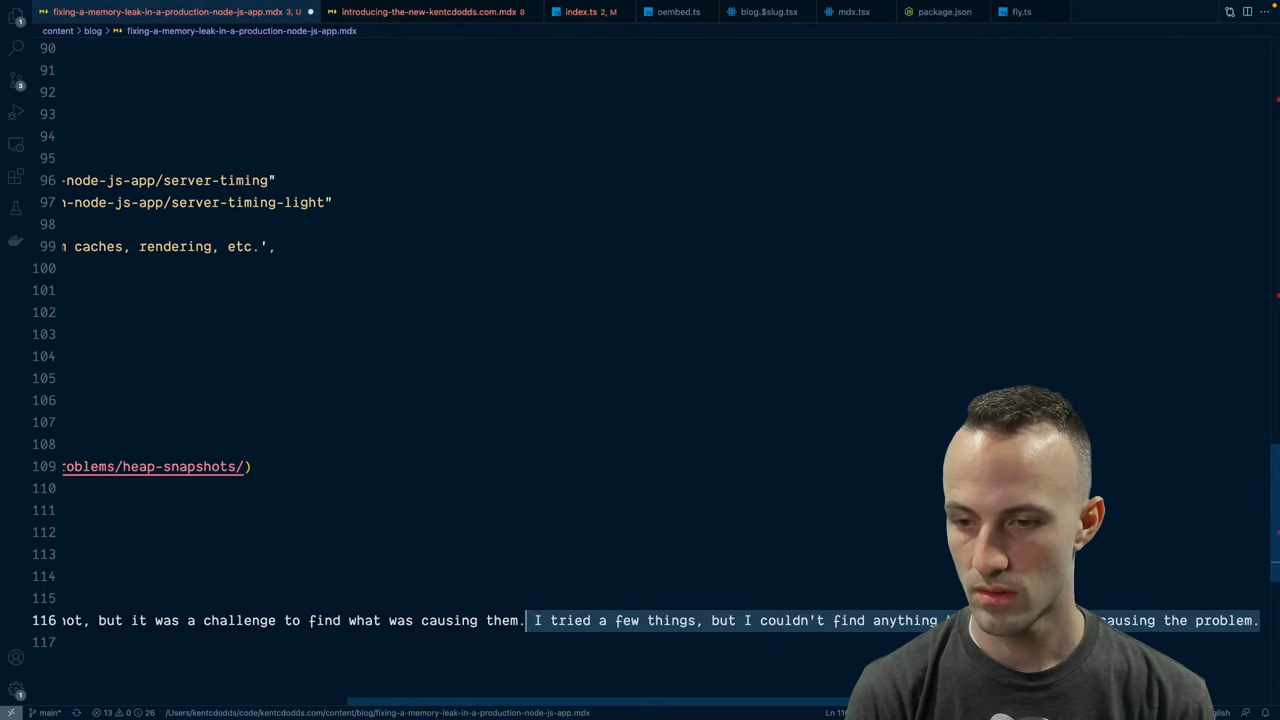 fixing-a-memory-leak-in-a-production-node-js-app.mdx 3, U
introducing-the-new-kentcdodds.com.mdx 8
index.ts 2, M
oembed.ts
blog.$slug.tsx
mdx.tsx
package.json
fly.ts
content › blog › fixing-a-memory-leak-in-a-production-node-js-app.mdx
90
91
92
93
94
95
96 -node-js-app/server-timing"
97 -node-js-app/server-timing-light"
98
99 caches, rendering, etc.',
100
101
102
103
104
105
106
107
108
109 roblems/heap-snapshots/)
110
111
112
113
114
115
116 but it was a challenge to find what was causing them. I tried a few things, but I couldn't find anything causing the problem.
117
main* 13 0 26 /Users/kentcdodds/code/kentcdodds.com/content/blog/fixing-a-memory-leak-in-a-production-node-js-app.mdx